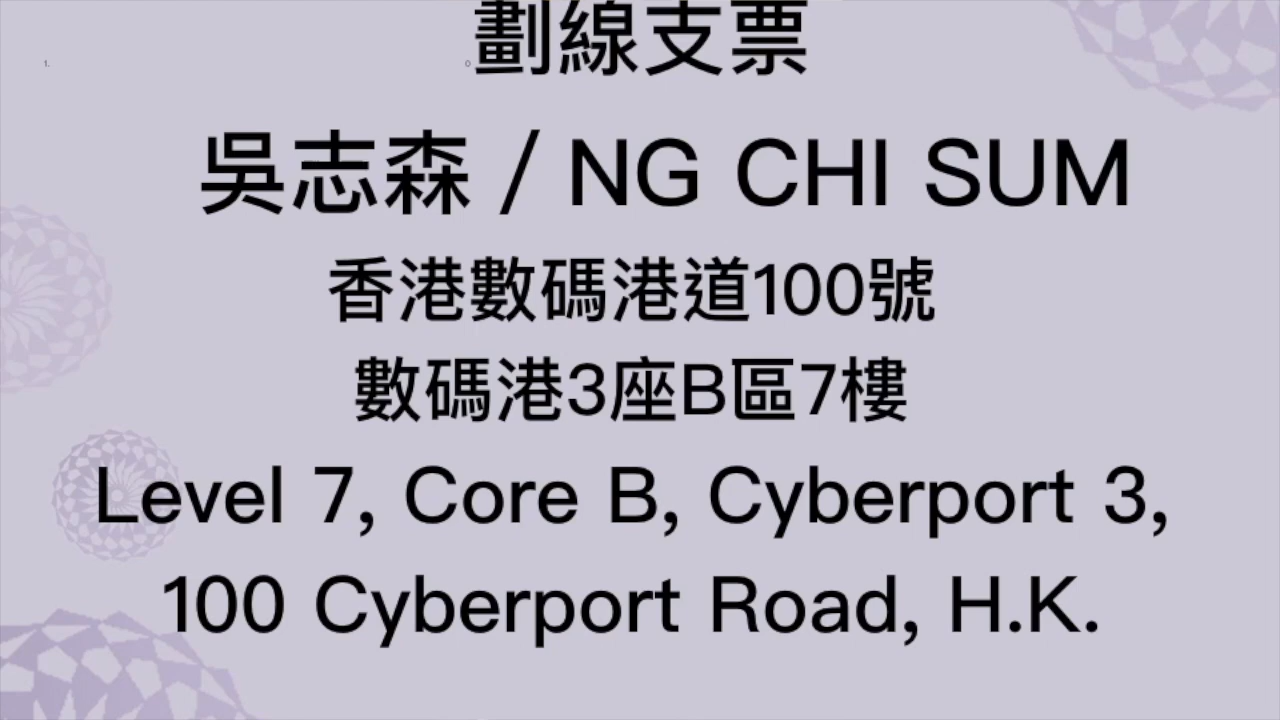 劃線支票
吳志森 / NG CHI SUM
香港數碼港道100號
數碼港3座B區7樓
Level 7, Core B, Cyberport 3,
100 Cyberport Road, H.K.